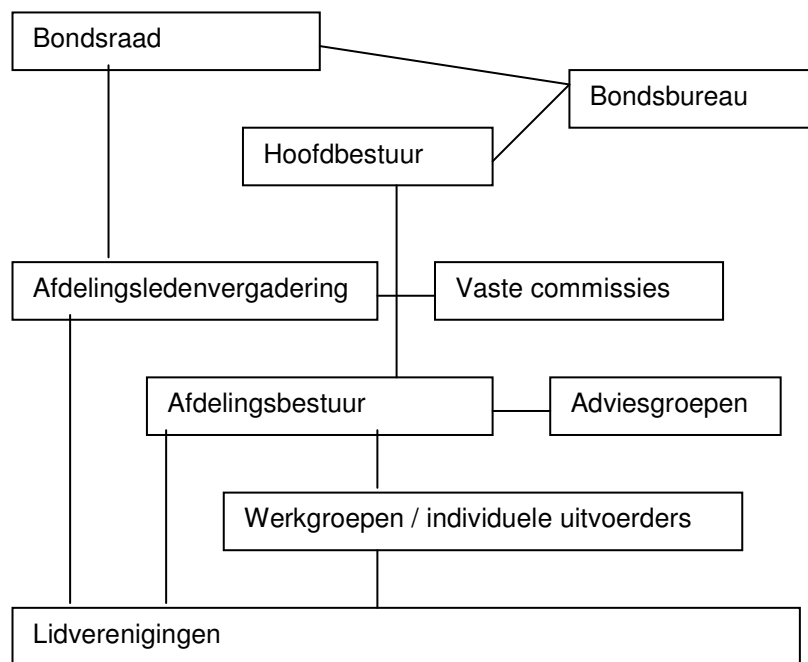 Bondsraad
Bondsbureau
Hoofdbestuur
Afdelingsledenvergadering
Vaste commissies
Afdelingsbestuur
Adviesgroepen
Werkgroepen / individuele uitvoerders
Lidverenigingen